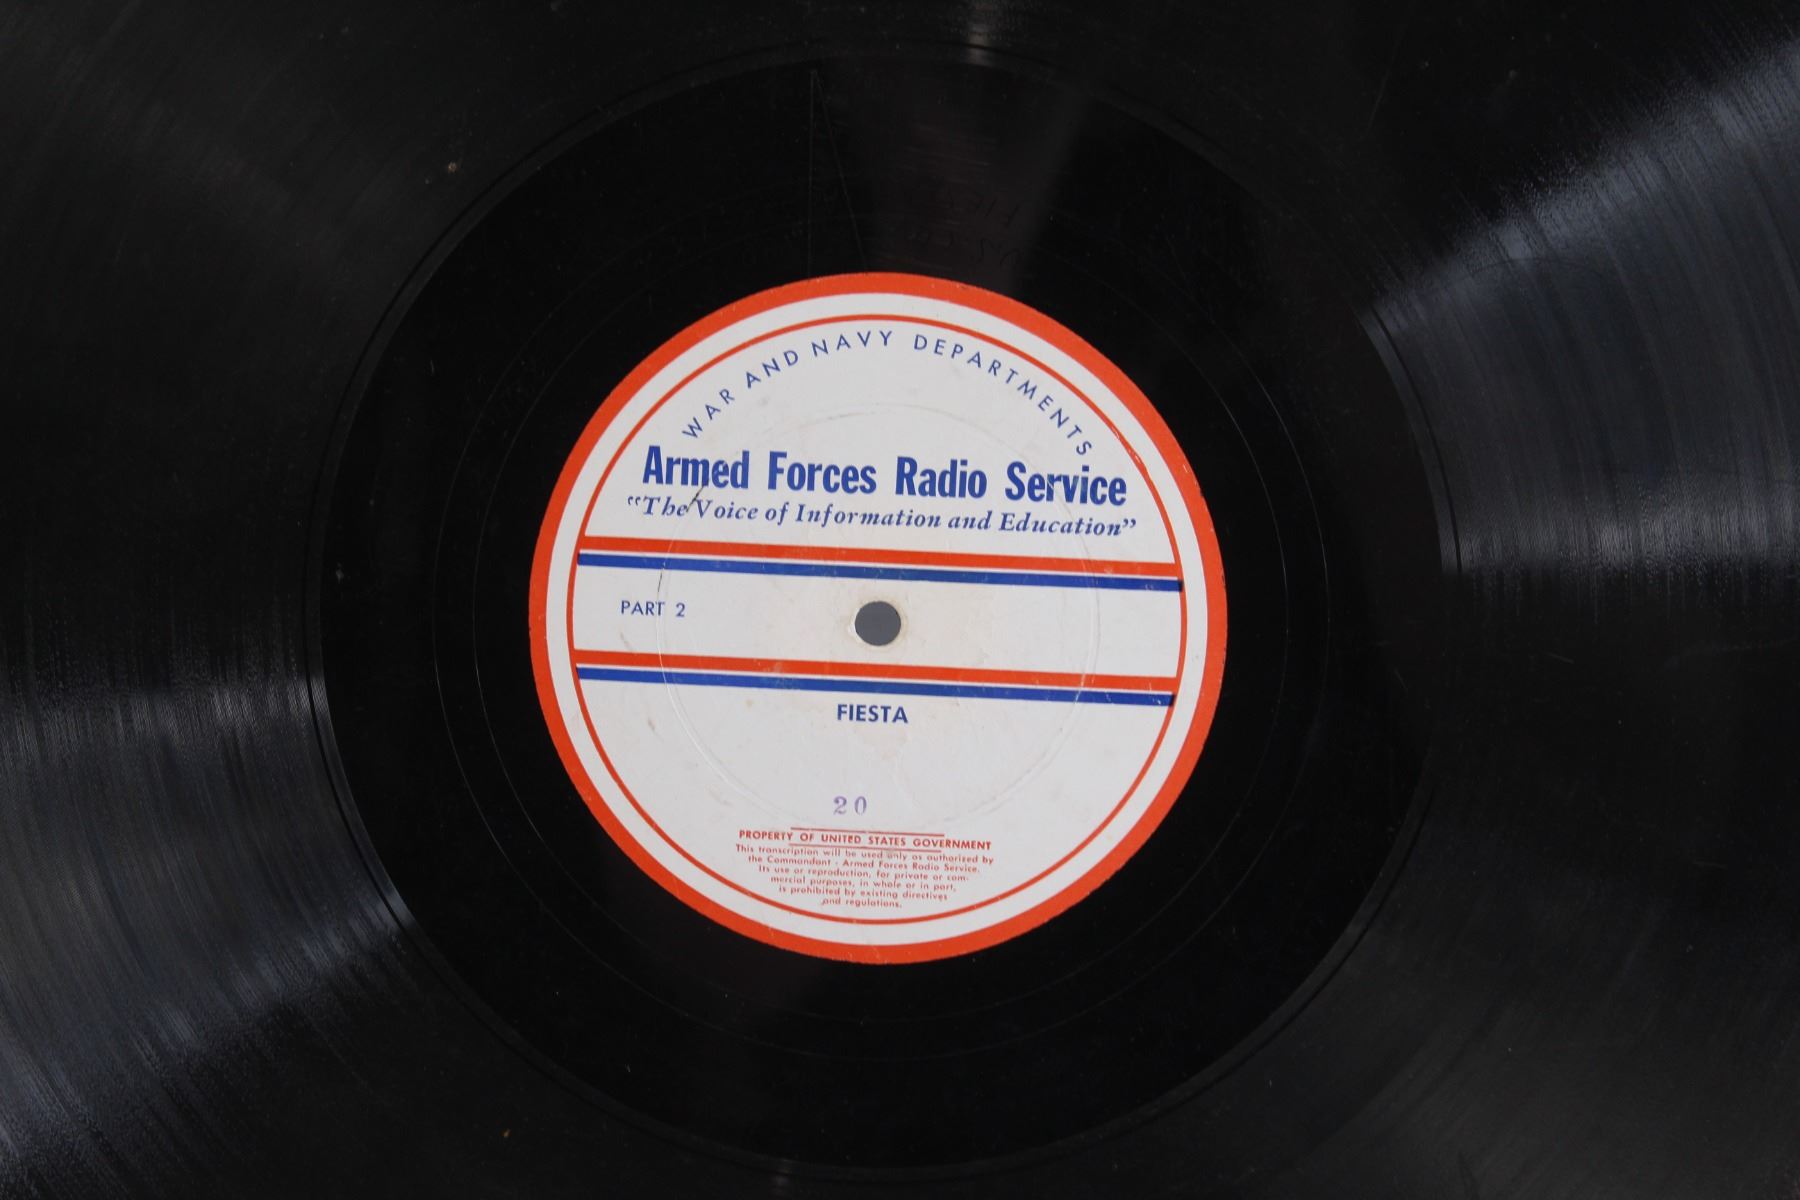 WAR AND NAVY DEPARTMENTS
Armed Forces Radio Service
"The Voice of Information and Education"
PART 2
FIESTA
20
PROPERTY OF UNITED STATES GOVERNMENT
This transcription will be used only as authorized by
the Commandant - Armed Forces Radio Service.
Its use or reproduction, for private or com-
mercial purposes, in whole or in part,
is prohibited by existing directives
and regulations.